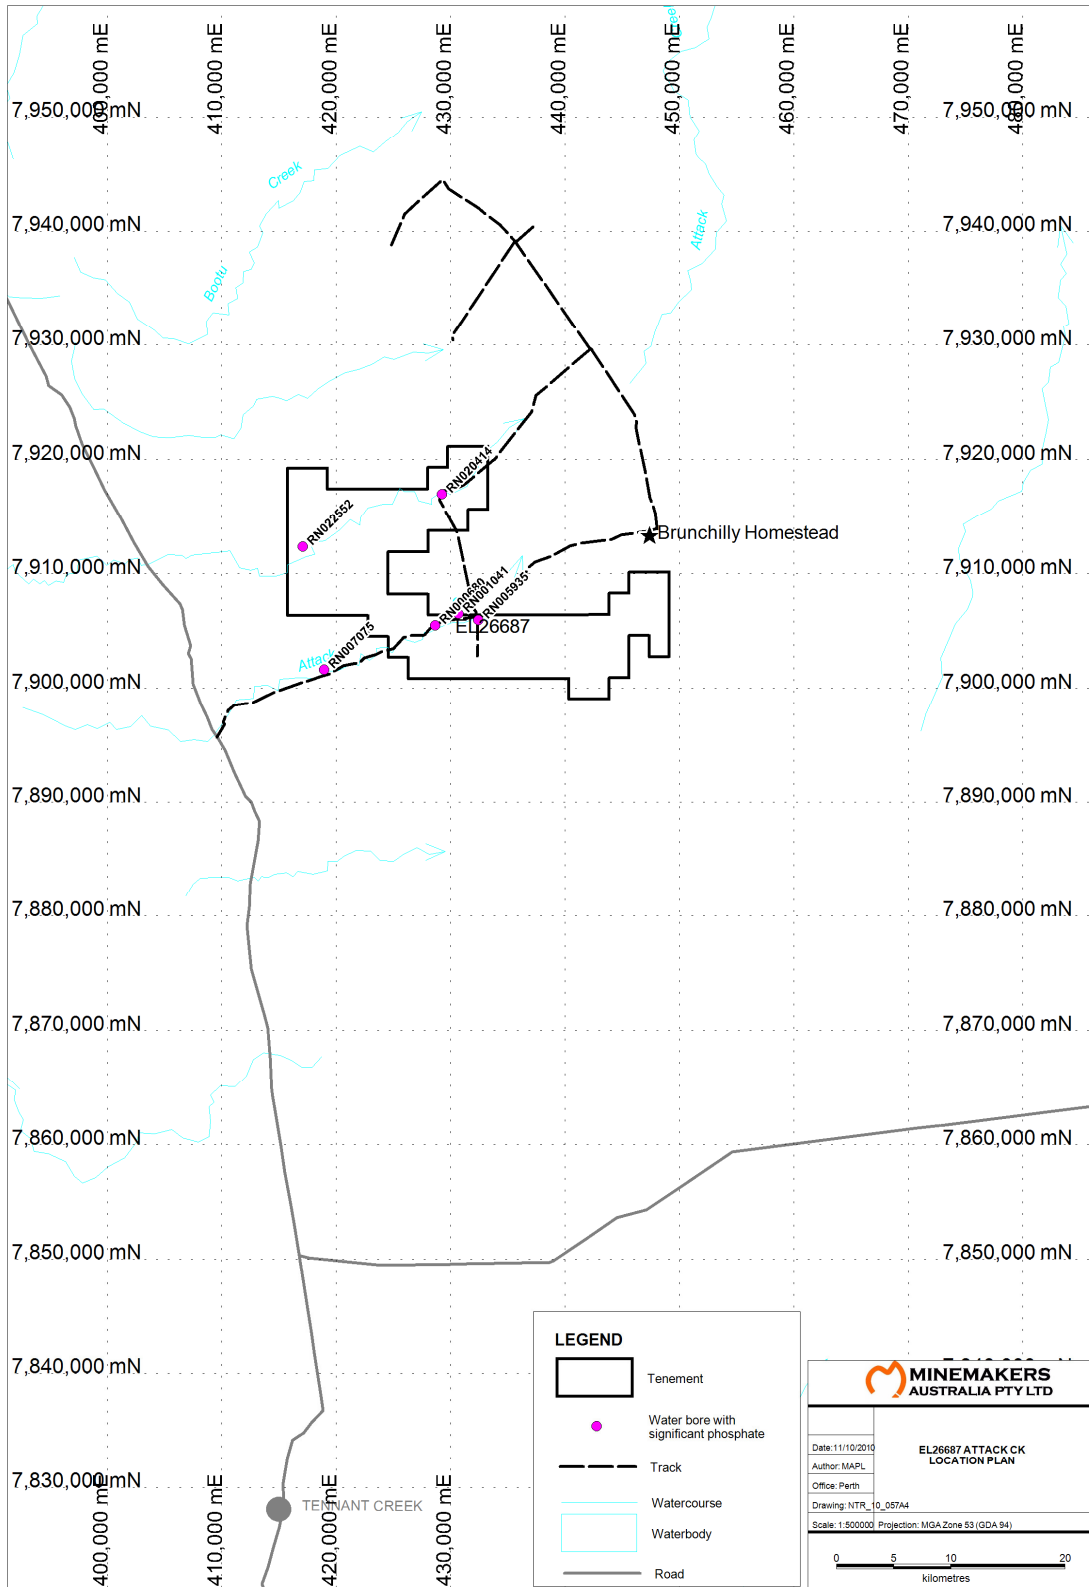 400,000 mE
410,000 mE
420,000 mE
430,000 mE
440,000 mE
450,000 mE
460,000 mE
470,000 mE
480,000 mE
Creek
7,950,000 mN
7,950,000 mN
Creek
Attack
Bootu
7,940,000 mN
7,940,000 mN
7,930,000 mN
7,930,000 mN
7,920,000 mN
7,920,000 mN
RN020414
RN022552
Brunchilly Homestead
7,910,000 mN
7,910,000 mN
RN000680
RN001041
RN005935
EL26687
RN007075
Attack
7,900,000 mN
7,900,000 mN
7,890,000 mN
7,890,000 mN
7,880,000 mN
7,880,000 mN
7,870,000 mN
7,870,000 mN
7,860,000 mN
7,860,000 mN
7,850,000 mN
7,850,000 mN
7,840,000 mN
7,830,000 mN
TENNANT CREEK
400,000 mE
410,000 mE
420,000 mE
430,000 mE
LEGEND
Tenement
Water bore with
significant phosphate
Track
Watercourse
Waterbody
Road
MINEMAKERS
AUSTRALIA PTY LTD
EL26687 ATTACK CK
LOCATION PLAN
Date: 11/10/2010
Author: MAPL
Office: Perth
Drawing: NTR_10_057A4
Scale: 1:500000 Projection: MGA Zone 53 (GDA 94)
0 5 10 20
kilometres